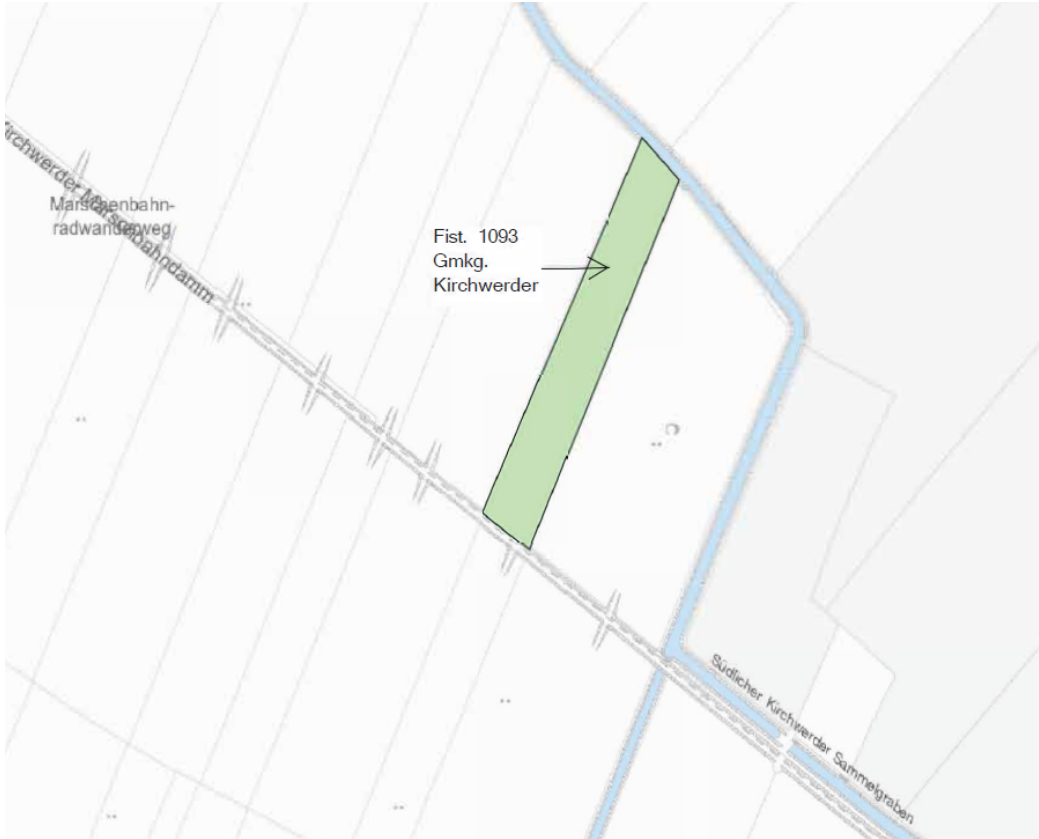 Kirchwerder Marschbahndamm
Marschenbahn-
radwanderweg
Fist. 1093
Gmkg.
Kirchwerder
Südlicher Kirchwerder Sammelgraben